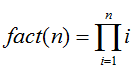 fact(n) = ∏_{i=1}^{n} i